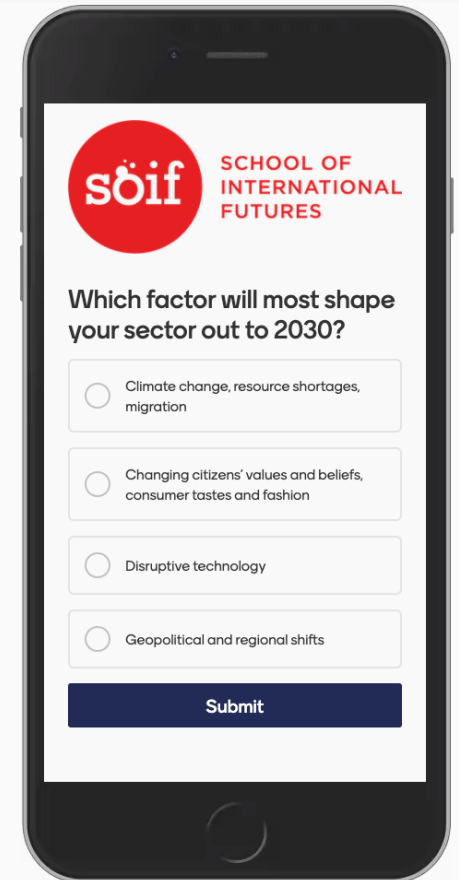 söif
SCHOOL OF
INTERNATIONAL
FUTURES
Which factor will most shape
your sector out to 2030?
Climate change, resource shortages,
migration
Changing citizens' values and beliefs,
consumer tastes and fashion
Disruptive technology
Geopolitical and regional shifts
Submit